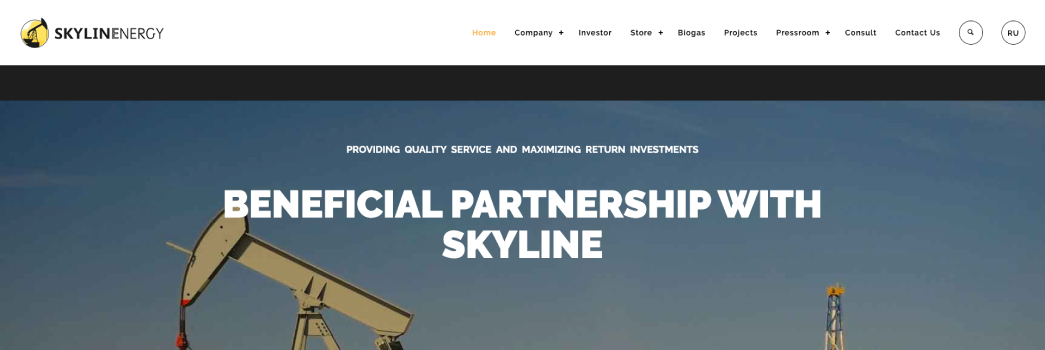 SKYLINEENERGY
Home Company + Investor Store + Biogas Projects Pressroom + Consult Contact Us RU
PROVIDING QUALITY SERVICE AND MAXIMIZING RETURN INVESTMENTS
BENEFICIAL PARTNERSHIP WITH
SKYLINE